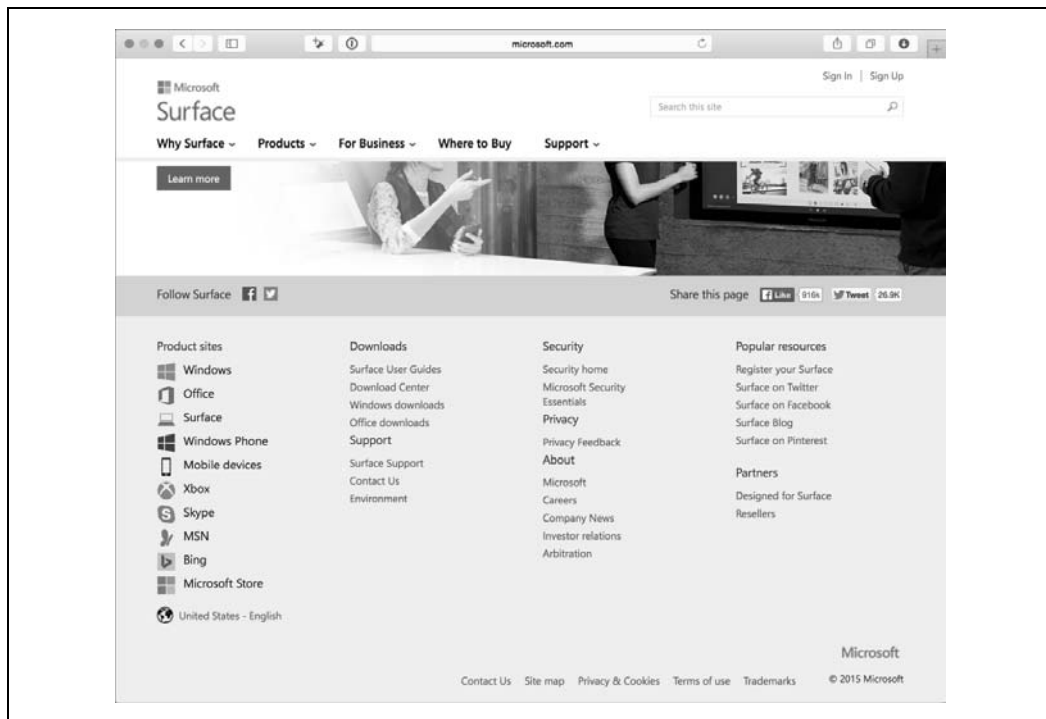 microsoft.com
Sign In | Sign Up
Microsoft
Surface
Search this site
Why Surface Products For Business Where to Buy Support
Learn more
Follow Surface
Share this page Like 916k Tweet 26.9K
Product sites
Windows
Office
Surface
Windows Phone
Mobile devices
Xbox
Skype
MSN
Bing
Microsoft Store
United States - English
Downloads
Surface User Guides
Download Center
Windows downloads
Office downloads
Support
Surface Support
Contact Us
Environment
Security
Security home
Microsoft Security
Essentials
Privacy
Privacy Feedback
About
Microsoft
Careers
Company News
Investor relations
Arbitration
Popular resources
Register your Surface
Surface on Twitter
Surface on Facebook
Surface Blog
Surface on Pinterest
Partners
Designed for Surface
Resellers
Microsoft
Contact Us Site map Privacy & Cookies Terms of use Trademarks © 2015 Microsoft